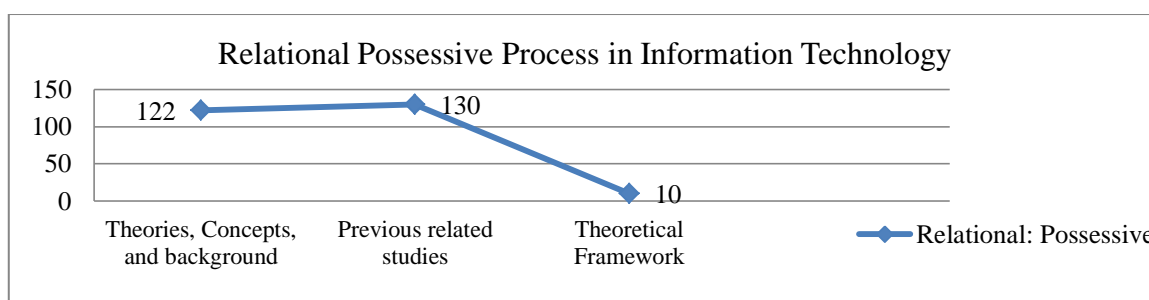 Relational Possessive Process in Information Technology
150
100
50
0
122
130
10
Theories, Concepts,
and background
Previous related
studies
Theoretical
Framework
Relational: Possessive